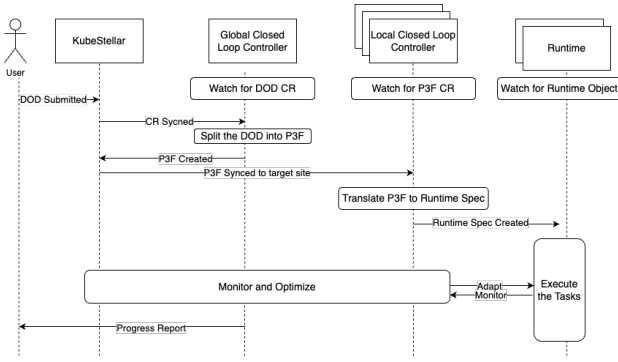 KubeStellar
Global Closed
Loop Controller
Local Closed Loop
Controller
Runtime
User
Watch for DOD CR
Watch for P3F CR
Watch for Runtime Object
DOD Submitted
CR Sycned
Split the DOD into P3F
P3F Created
P3F Synced to target site
Translate P3F to Runtime Spec
Runtime Spec Created
Monitor and Optimize
Adapt
Monitor
Execute
the Tasks
Progress Report